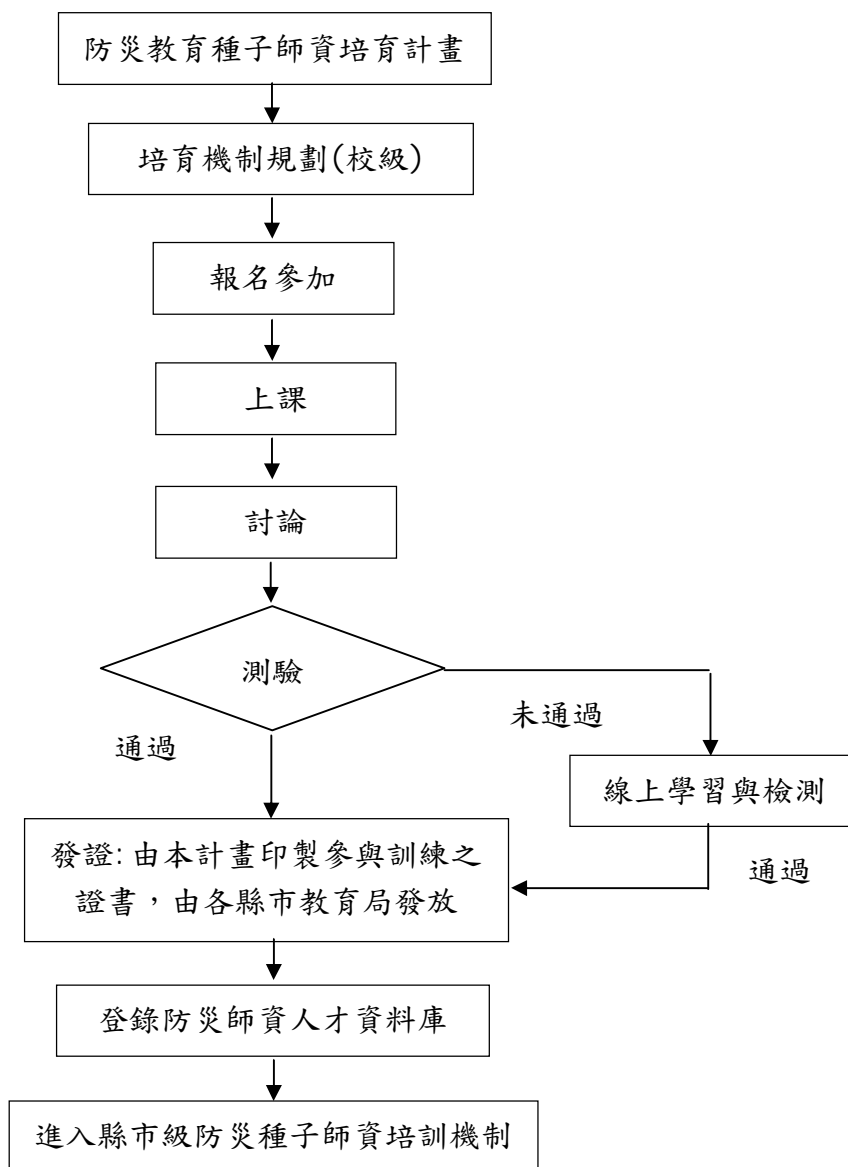 防災教育種子師資培育計畫
培育機制規劃(校級)
報名參加
上課
討論
測驗
未通過
通過
線上學習與檢測
發證:由本計畫印製參與訓練之
證書，由各縣市教育局發放
通過
登錄防災師資人才資料庫
進入縣市級防災種子師資培訓機制